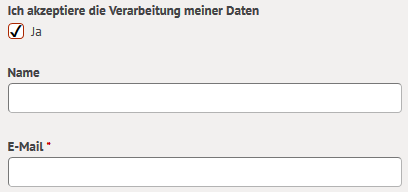 Ich akzeptiere die Verarbeitung meiner Daten
Ja
Name
E-Mail *